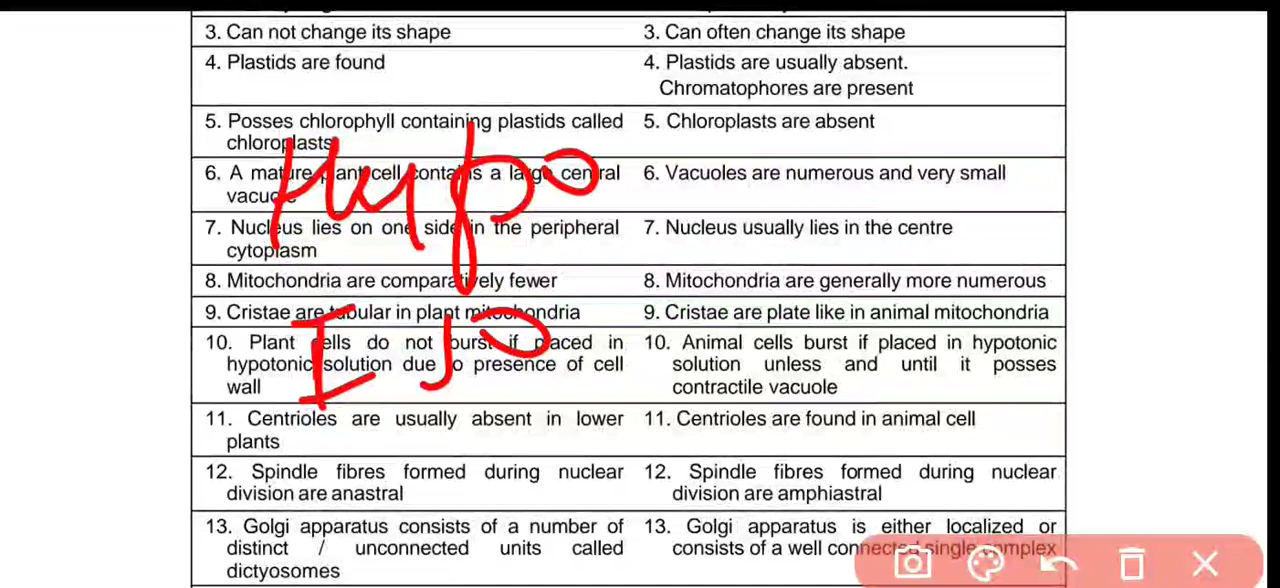 3. Can not change its shape
3. Can often change its shape
4. Plastids are found
4. Plastids are usually absent.
Chromatophores are present
5. Posses chlorophyll containing plastids called
chloroplasts
5. Chloroplasts are absent
6. A mature plant cell contains a large central
vacuole
6. Vacuoles are numerous and very small
7. Nucleus lies on one side in the peripheral
cytoplasm
7. Nucleus usually lies in the centre
8. Mitochondria are comparatively fewer
8. Mitochondria are generally more numerous
9. Cristae are tubular in plant mitochondria
9. Cristae are plate like in animal mitochondria
10. Plant cells do not burst if placed in
hypotonic solution due to presence of cell
wall
10. Animal cells burst if placed in hypotonic
solution unless and until it posses
contractile vacuole
11. Centrioles are usually absent in lower
plants
11. Centrioles are found in animal cell
12. Spindle fibres formed during nuclear
division are anastral
12. Spindle fibres formed during nuclear
division are amphiastral
13. Golgi apparatus consists of a number of
distinct / unconnected units called
dictyosomes
13. Golgi apparatus is either localized or
consists of a well connected single complex
Hypo
Iso